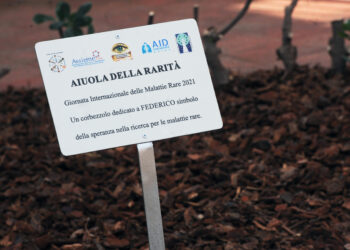 AID
AIUOLA DELLA RARITÀ
Giornata Internazionale delle Malattie Rare 2021
Un corbezzolo dedicato a FEDERICO simbolo
della speranza nella ricerca per le malattie rare.